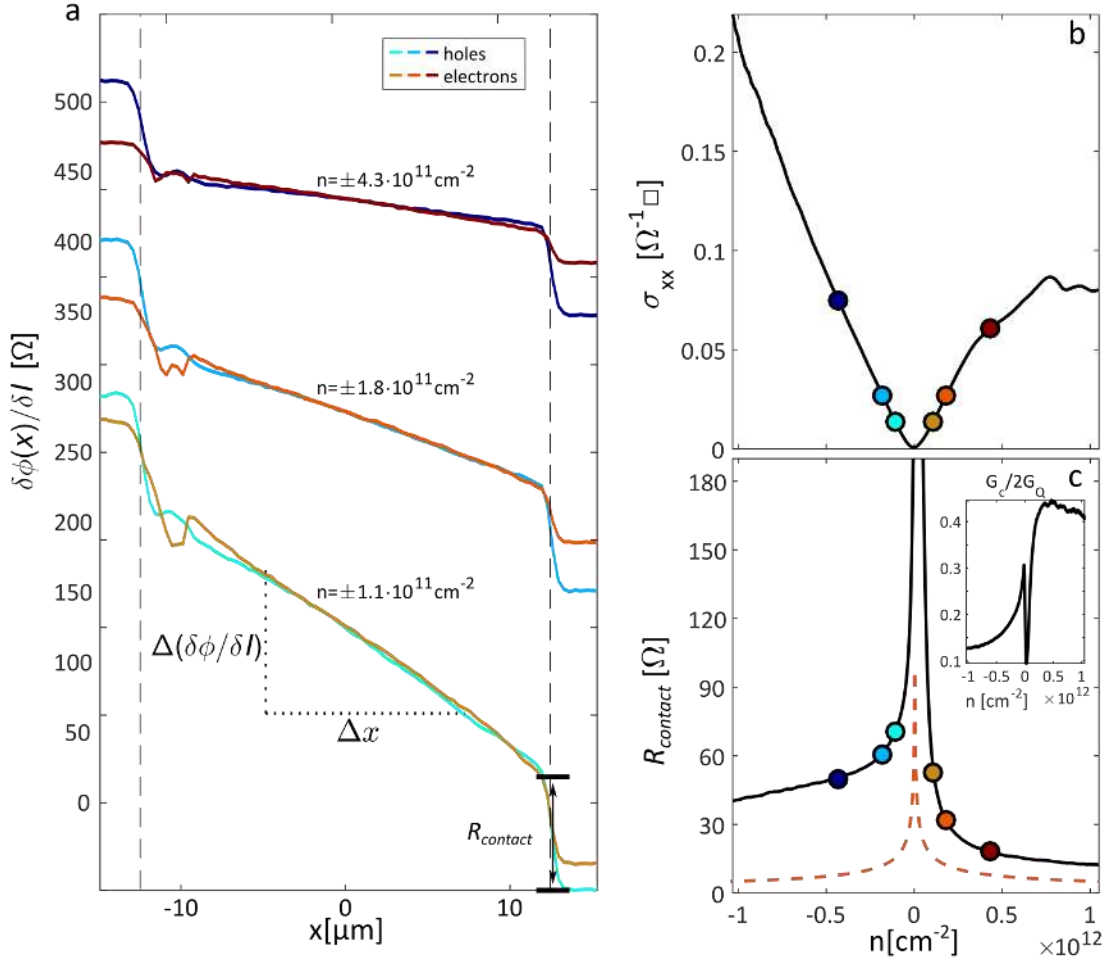 a
holes
electrons
n=±4.3·10¹¹cm⁻²
n=±1.8·10¹¹cm⁻²
n=±1.1·10¹¹cm⁻²
Δ(δϕ/δI)
Δx
R_contact
500
450
400
350
300
250
200
150
100
50
0
δϕ(x)/δI [Ω]
-10
0
10
x[μm]
b
0.2
0.15
0.1
0.05
0
σ_xx [Ω⁻¹□]
c
180
150
120
90
60
30
0
R_contact [Ω]
-1
-0.5
0
0.5
1
n[cm⁻²]
×10¹²
G_c/2G_Q
0.4
0.3
0.2
0.1
-1
-0.5
0
0.5
1
n [cm⁻²]
×10¹²